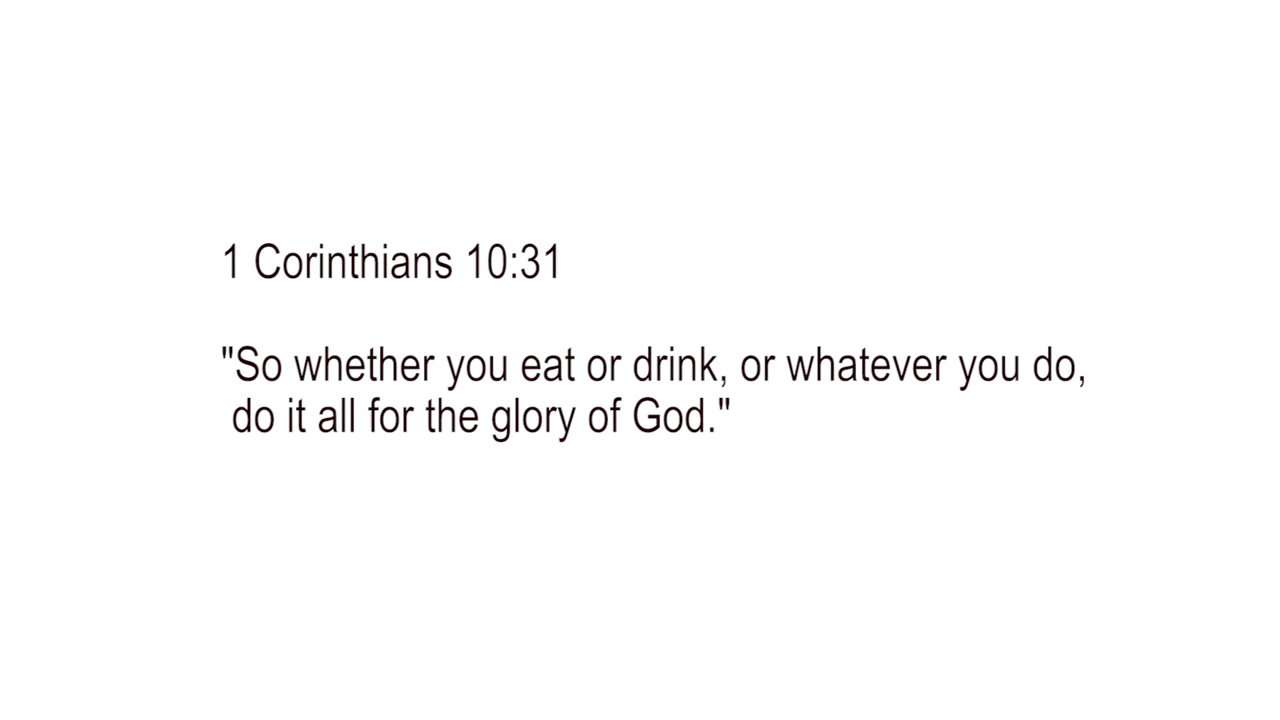 1 Corinthians 10:31
"So whether you eat or drink, or whatever you do,
do it all for the glory of God."